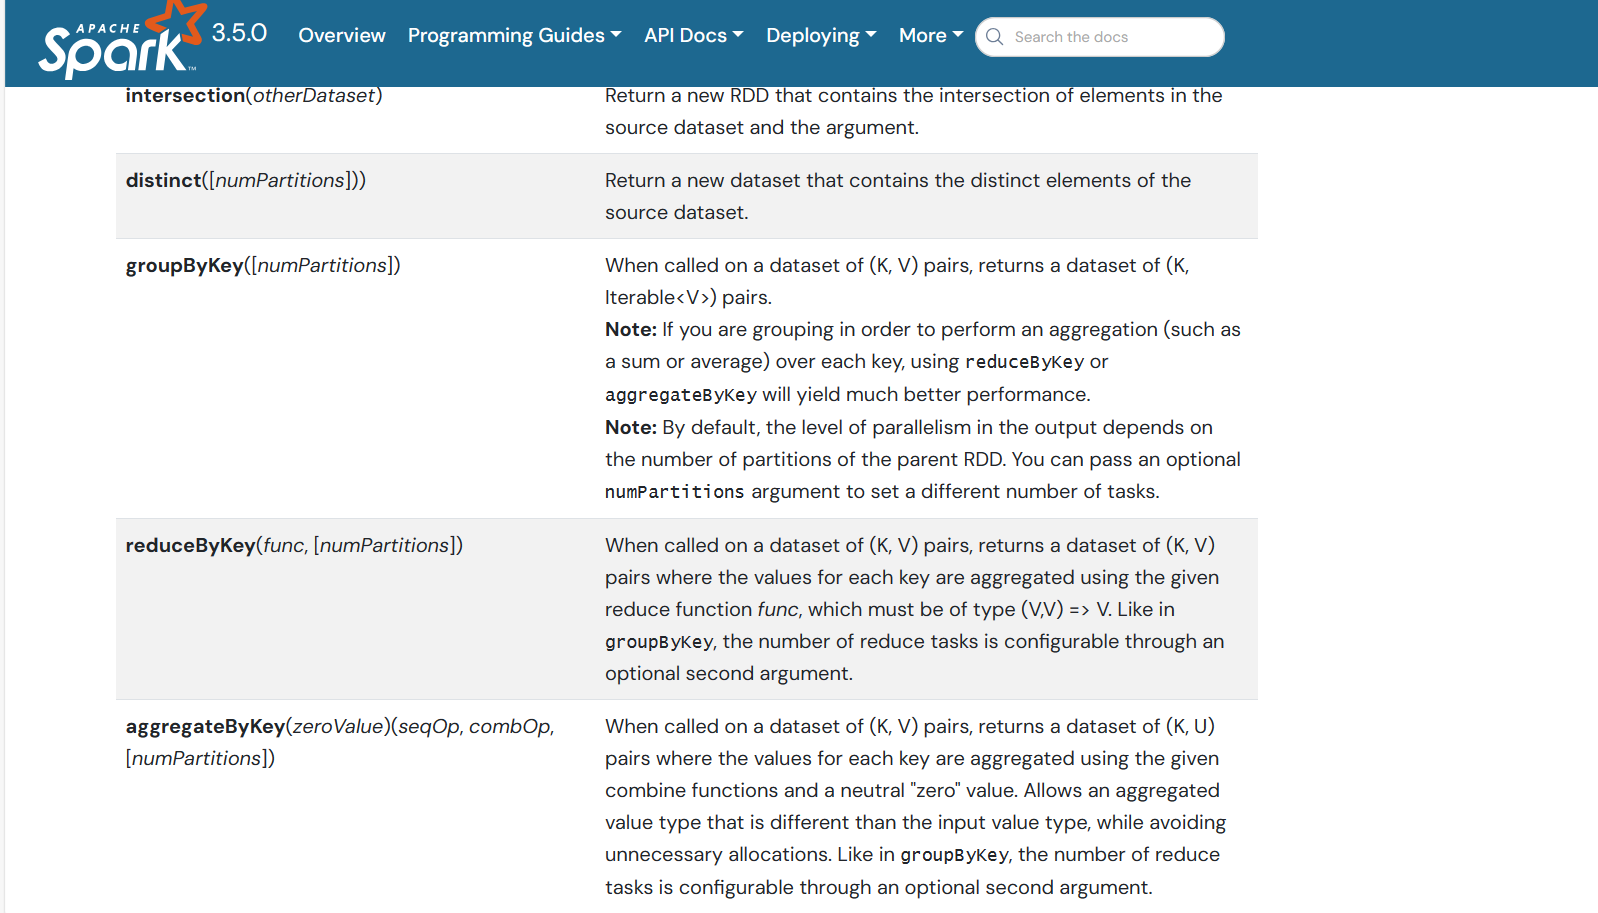 APACHE
Spark™ 3.5.0 Overview Programming Guides API Docs Deploying More Search the docs
intersection(otherDataset) Return a new RDD that contains the intersection of elements in the
source dataset and the argument.
distinct([numPartitions])) Return a new dataset that contains the distinct elements of the
source dataset.
groupByKey([numPartitions]) When called on a dataset of (K, V) pairs, returns a dataset of (K,
Iterable<V>) pairs.
Note: If you are grouping in order to perform an aggregation (such as
a sum or average) over each key, using reduceByKey or
aggregateByKey will yield much better performance.
Note: By default, the level of parallelism in the output depends on
the number of partitions of the parent RDD. You can pass an optional
numPartitions argument to set a different number of tasks.
reduceByKey(func, [numPartitions]) When called on a dataset of (K, V) pairs, returns a dataset of (K, V)
pairs where the values for each key are aggregated using the given
reduce function func, which must be of type (V,V) => V. Like in
groupByKey, the number of reduce tasks is configurable through an
optional second argument.
aggregateByKey(zeroValue)(seqOp, combOp,
[numPartitions]) When called on a dataset of (K, V) pairs, returns a dataset of (K, U)
pairs where the values for each key are aggregated using the given
combine functions and a neutral "zero" value. Allows an aggregated
value type that is different than the input value type, while avoiding
unnecessary allocations. Like in groupByKey, the number of reduce
tasks is configurable through an optional second argument.